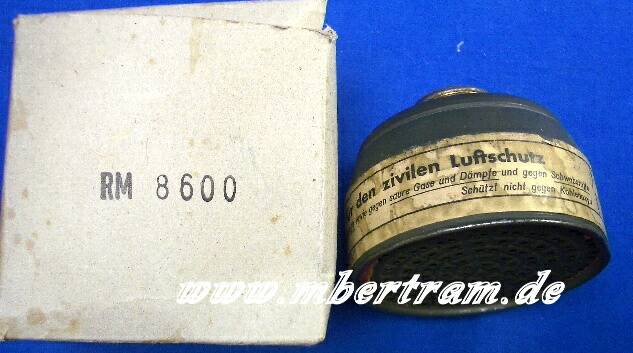 RM 8600
den zivilen Luftschutz
gegen saure Gase und Dämpfe und gegen
Schützt nicht gegen
www.mbertram.de